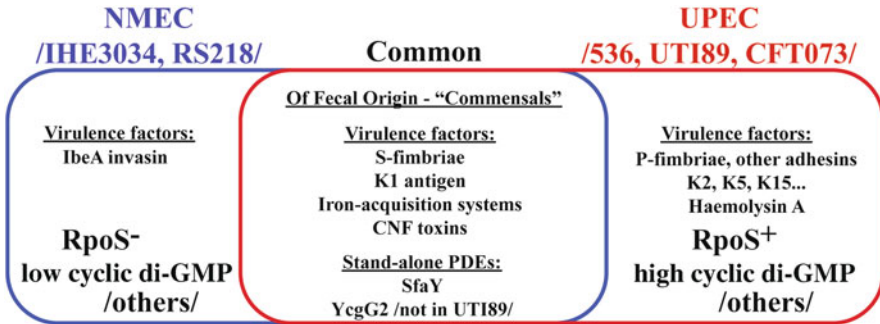 NMEC
/IHE3034, RS218/
Virulence factors:
IbeA invasin
RpoS-
low cyclic di-GMP
/others/
Common
Of Fecal Origin - “Commensals”
Virulence factors:
S-fimbriae
K1 antigen
Iron-acquisition systems
CNF toxins
Stand-alone PDEs:
SfaY
YcgG2 /not in UTI89/
UPEC
/536, UTI89, CFT073/
Virulence factors:
P-fimbriae, other adhesins
K2, K5, K15...
Haemolysin A
RpoS+
high cyclic di-GMP
/others/